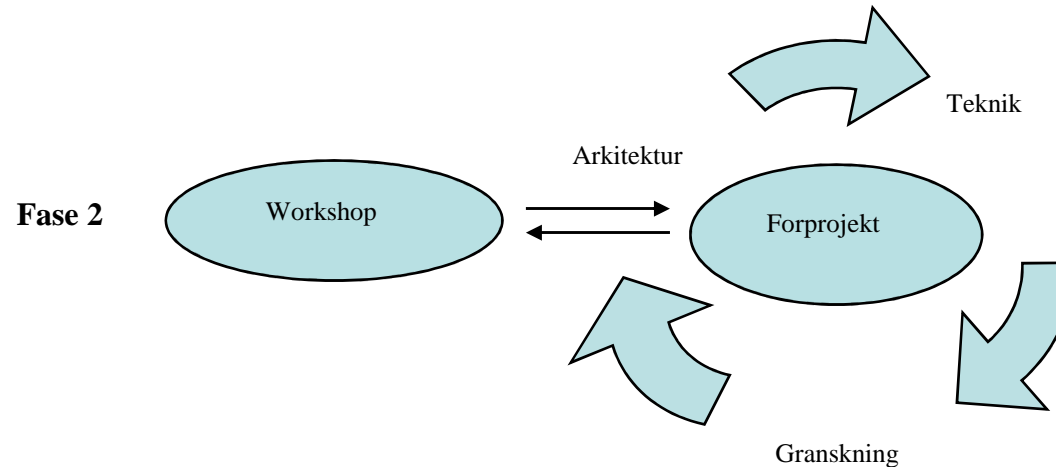 Teknik
Arkitektur
Fase 2
Workshop
Forprojekt
Granskning